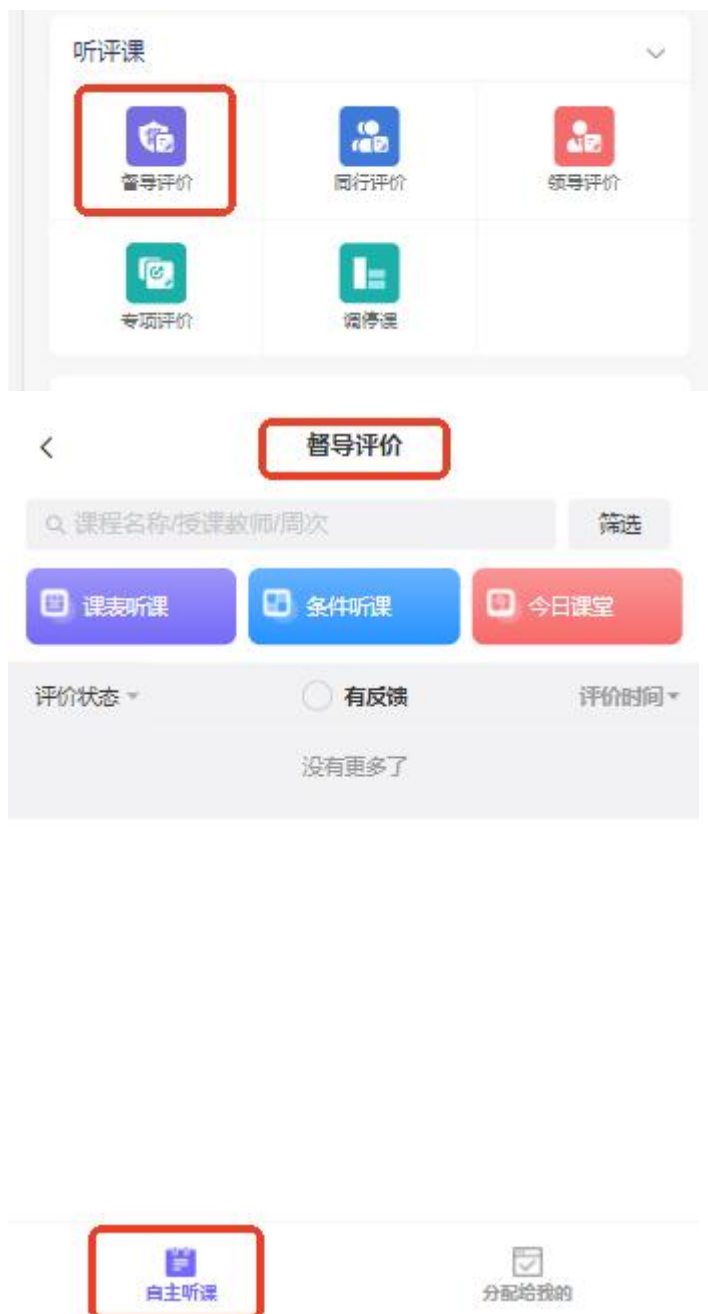 听评课
督导评价 同行评价 领导评价
专项评价 调停课
督导评价
课程名称/授课教师/周次 筛选
课表听课 条件听课 今日课堂
评价状态 有反馈 评价时间
没有更多了
自主听课 分配给我的